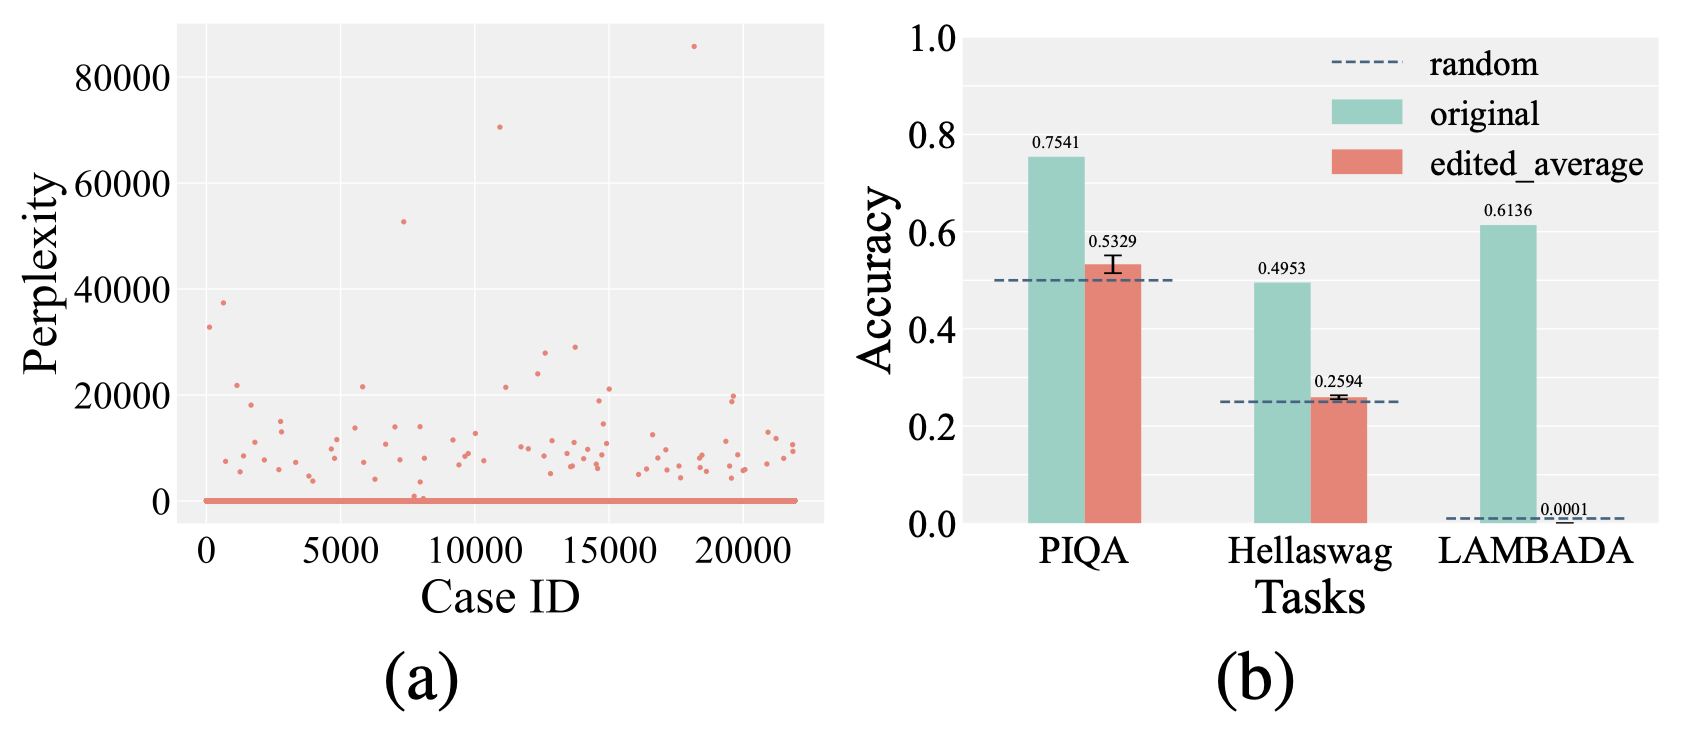 80000
60000
40000
20000
0
Perplexity
0 5000 10000 15000 20000
Case ID
(a)
1.0
0.8
0.6
0.4
0.2
0.0
Accuracy
random
original
edited_average
0.7541
0.5329
0.4953
0.2594
0.6136
0.0001
PIQA Hellaswag LAMBADA
Tasks
(b)